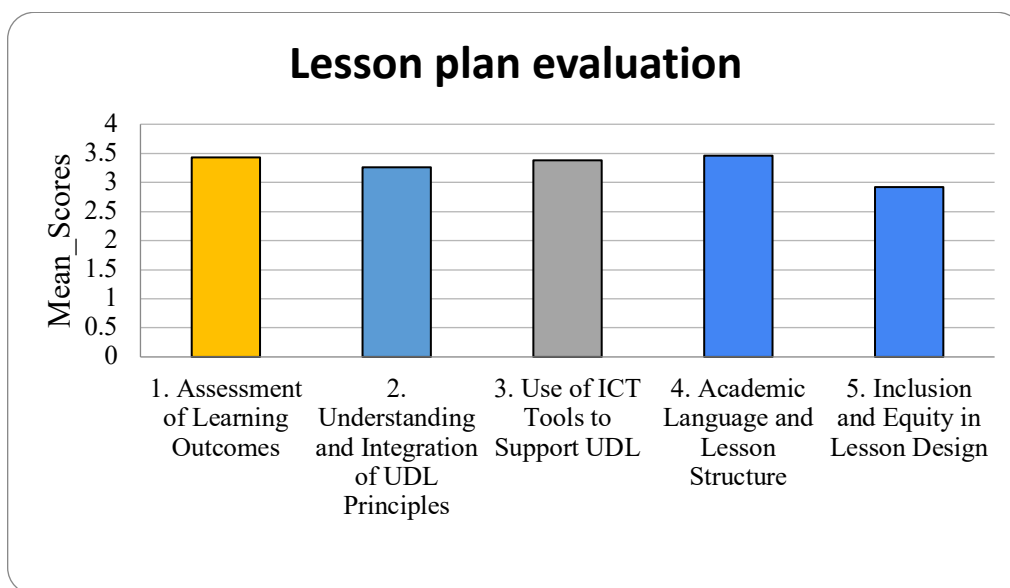 Lesson plan evaluation
Mean_Scores
4
3.5
3
2.5
2
1.5
1
0.5
0
1. Assessment
of Learning
Outcomes
2.
Understanding
and Integration
of UDL
Principles
3. Use of ICT
Tools to
Support UDL
4. Academic
Language and
Lesson
Structure
5. Inclusion
and Equity in
Lesson Design